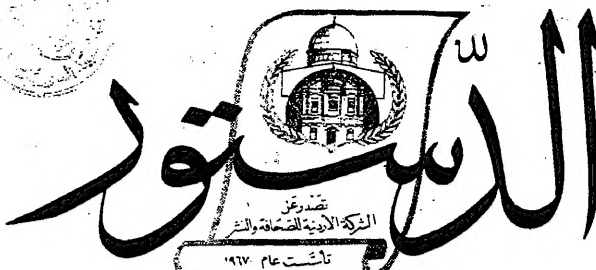 الدستور
تصدر عن
الشركة الأردنية للصحافة والنشر
تأسست عام ١٩٦٧